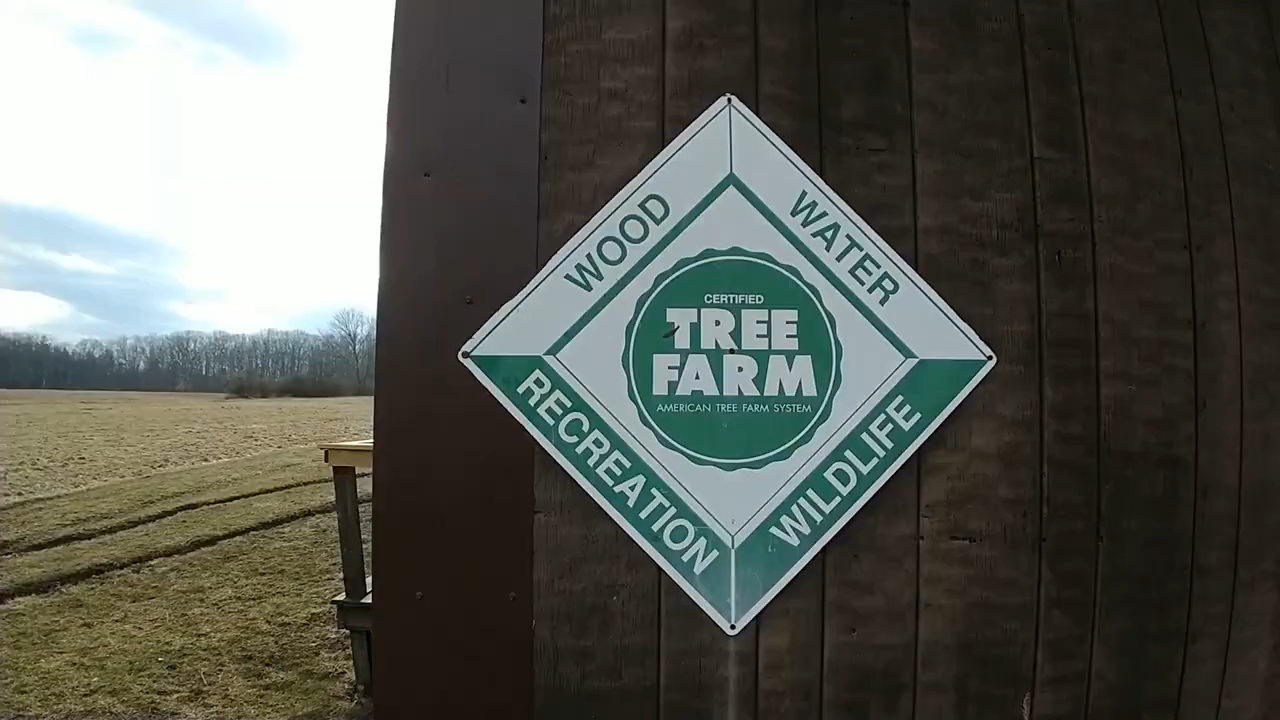 WOOD
WATER
CERTIFIED
TREE
FARM
AMERICAN TREE FARM SYSTEM
RECREATION
WILDLIFE